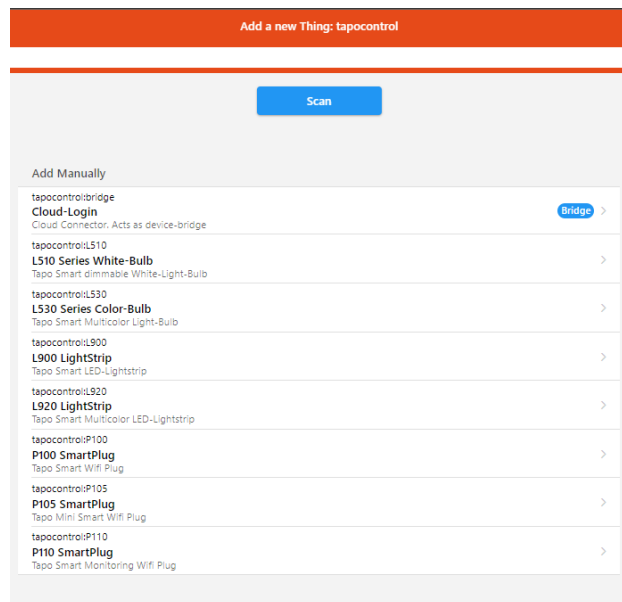 Add a new Thing: tapocontrol
Scan
Add Manually
tapocontrol:bridge
Cloud-Login
Bridge
Cloud Connector. Acts as device-bridge
tapocontrol:L510
L510 Series White-Bulb
Tapo Smart dimmable White-Light-Bulb
tapocontrol:L530
L530 Series Color-Bulb
Tapo Smart Multicolor Light-Bulb
tapocontrol:L900
L900 LightStrip
Tapo Smart LED-Lightstrip
tapocontrol:L920
L920 LightStrip
Tapo Smart Multicolor LED-Lightstrip
tapocontrol:P100
P100 SmartPlug
Tapo Smart Wifi Plug
tapocontrol:P105
P105 SmartPlug
Tapo Mini Smart Wifi Plug
tapocontrol:P110
P110 SmartPlug
Tapo Smart Monitoring Wifi Plug